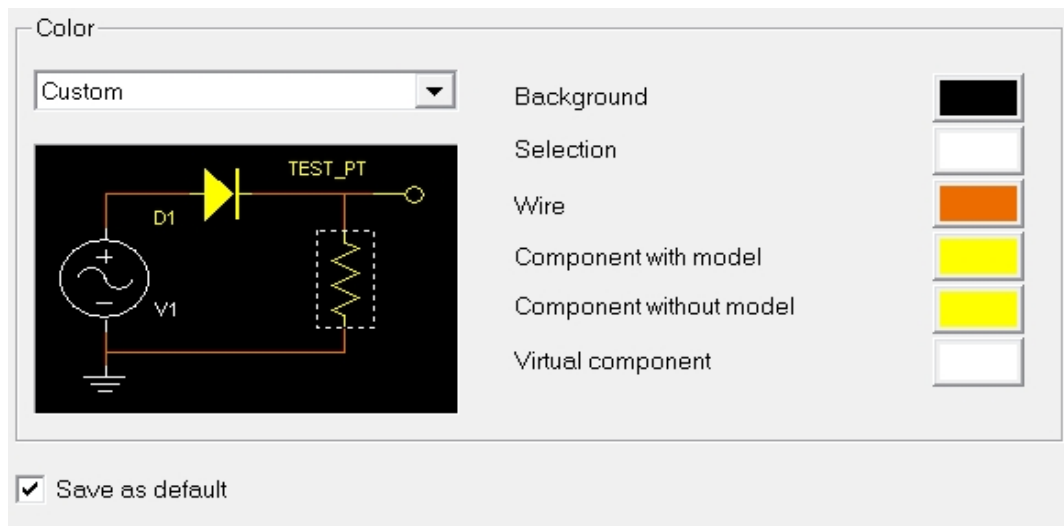 Color
Custom
Background
Selection
Wire
Component with model
Component without model
Virtual component
TEST_PT
D1
V1
Save as default